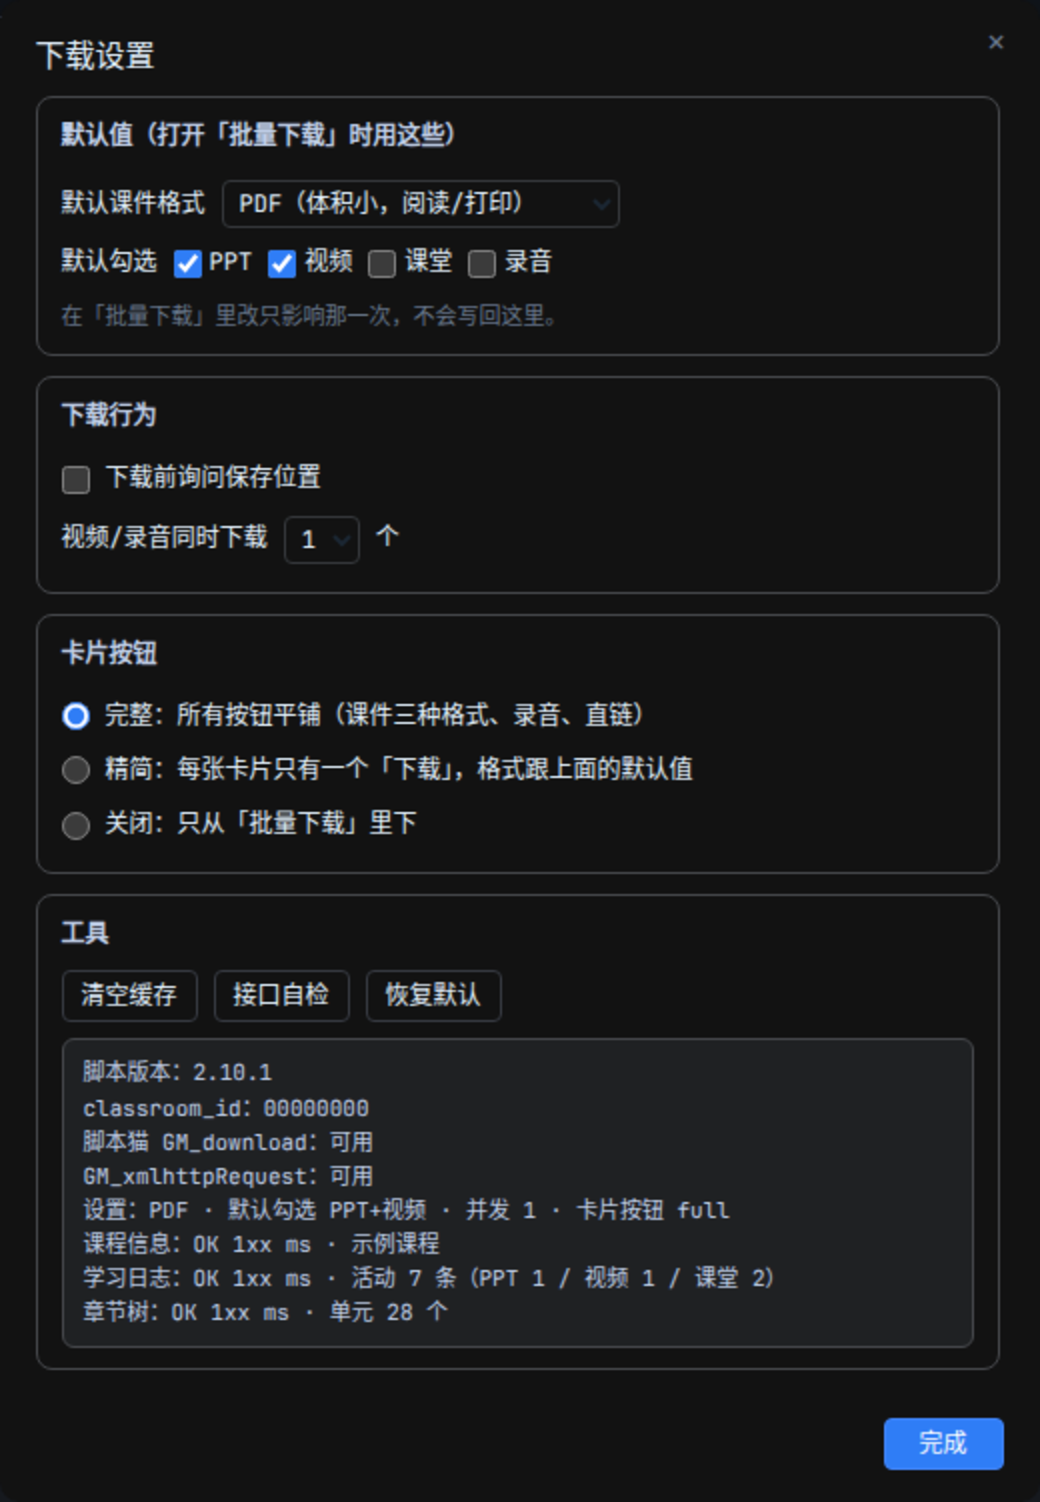 下载设置
×
默认值（打开「批量下载」时用这些）
默认课件格式 PDF（体积小，阅读/打印）
默认勾选 PPT 视频 课堂 录音
在「批量下载」里改只影响那一次，不会写回这里。
下载行为
下载前询问保存位置
视频/录音同时下载 1 个
卡片按钮
完整：所有按钮平铺（课件三种格式、录音、直链）
精简：每张卡片只有一个「下载」，格式跟上面的默认值
关闭：只从「批量下载」里下
工具
清空缓存 接口自检 恢复默认
脚本版本：2.10.1
classroom_id：00000000
脚本猫 GM_download：可用
GM_xmlhttpRequest：可用
设置：PDF · 默认勾选 PPT+视频 · 并发 1 · 卡片按钮 full
课程信息：OK 1xx ms · 示例课程
学习日志：OK 1xx ms · 活动 7 条（PPT 1 / 视频 1 / 课堂 2）
章节树：OK 1xx ms · 单元 28 个
完成